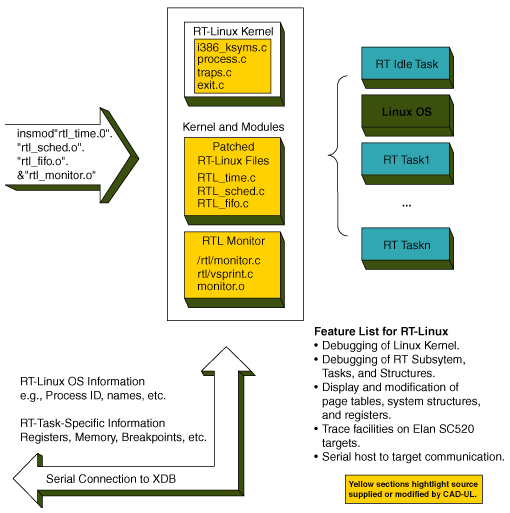 RT-Linux Kernel
i386_ksyms.c
process.c
traps.c
exit.c
insmod"rtl_time.0".
"rtl_sched.o".
"rtl_fifo.o".
&"rtl_monitor.o"
Kernel and Modules
Patched
RT-Linux Files
RTL_time.c
RTL_sched.c
RTL_fifo.c
RTL Monitor
/rtl/monitor.c
rtl/vsprint.c
monitor.o
RT Idle Task
Linux OS
RT Task1
...
RT Taskn
RT-Linux OS Information
e.g., Process ID, names, etc.
RT-Task-Specific Information
Registers, Memory, Breakpoints, etc.
Serial Connection to XDB
Feature List for RT-Linux
• Debugging of Linux Kernel.
• Debugging of RT Subsytem,
Tasks, and Structures.
• Display and modification of
page tables, system structures,
and registers.
• Trace facilities on Elan SC520
targets.
• Serial host to target communication.
Yellow sections hightlight source
supplied or modified by CAD-UL.